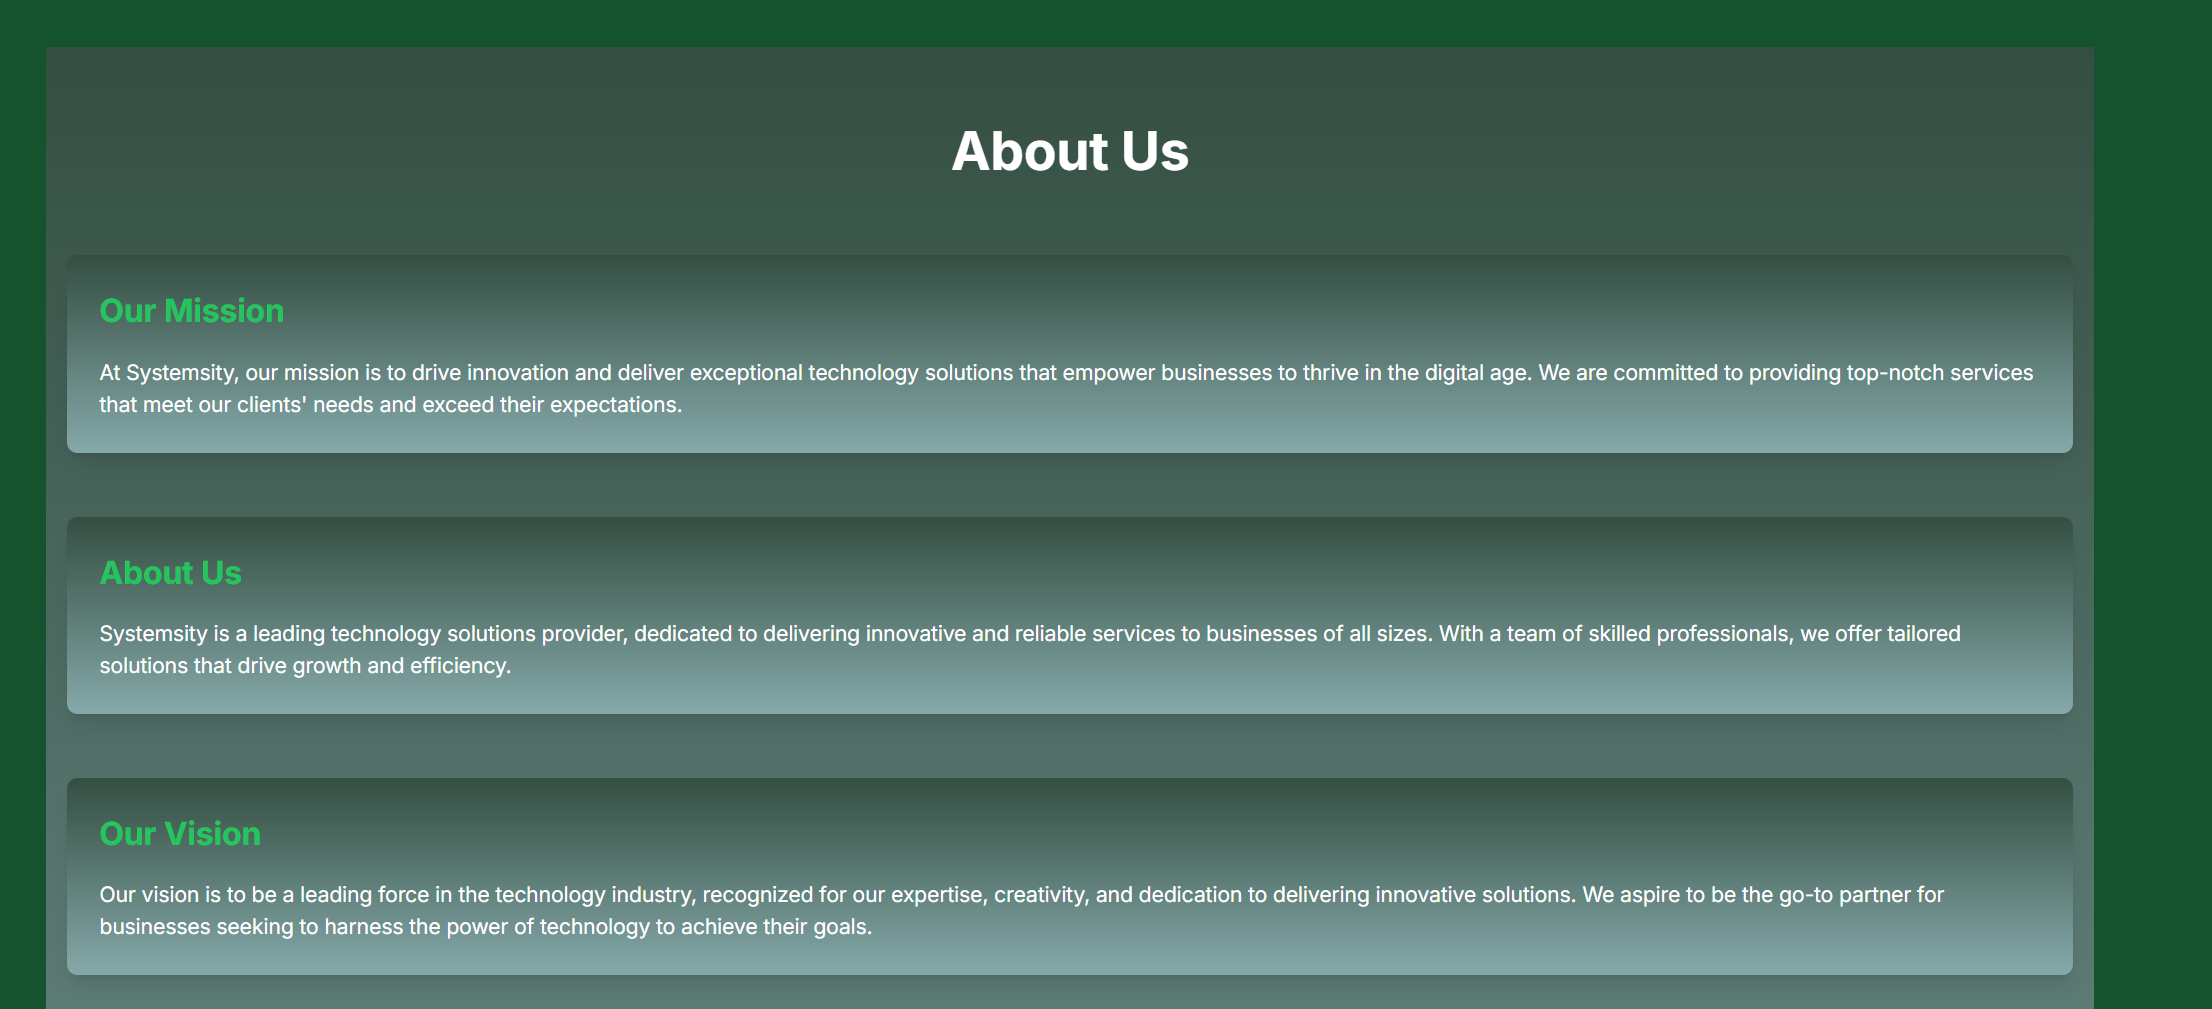 About Us
Our Mission
At Systemsity, our mission is to drive innovation and deliver exceptional technology solutions that empower businesses to thrive in the digital age. We are committed to providing top-notch services
that meet our clients' needs and exceed their expectations.
About Us
Systemsity is a leading technology solutions provider, dedicated to delivering innovative and reliable services to businesses of all sizes. With a team of skilled professionals, we offer tailored
solutions that drive growth and efficiency.
Our Vision
Our vision is to be a leading force in the technology industry, recognized for our expertise, creativity, and dedication to delivering innovative solutions. We aspire to be the go-to partner for
businesses seeking to harness the power of technology to achieve their goals.